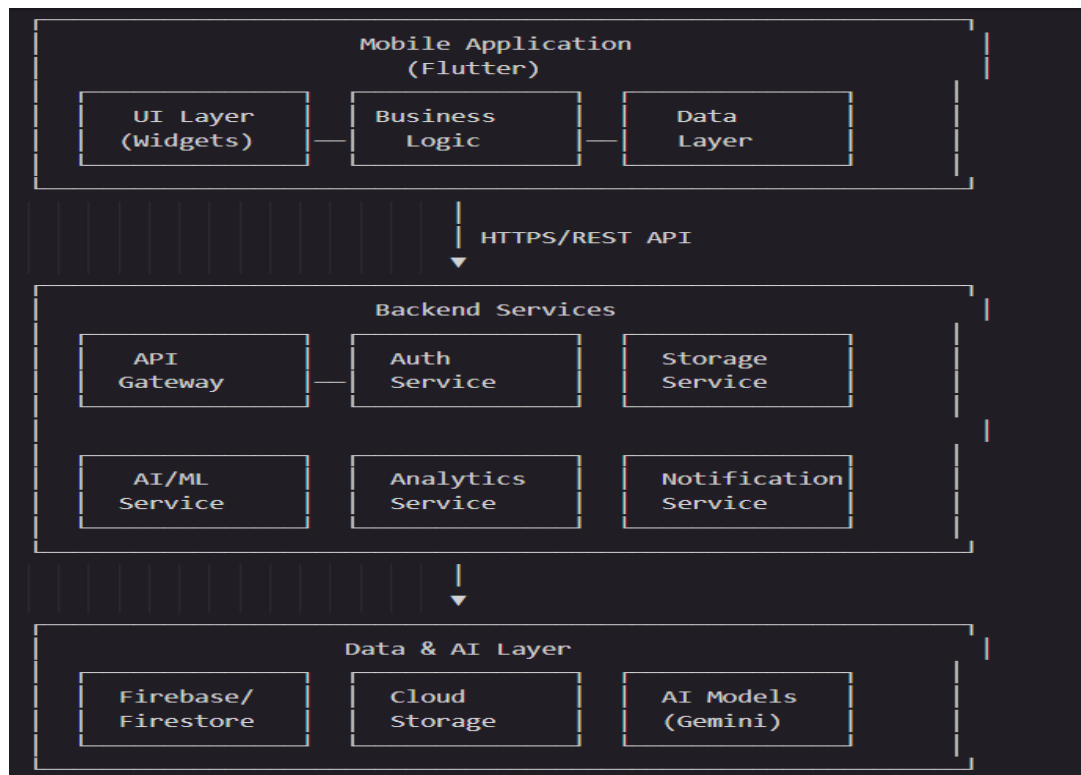 Mobile Application
(Flutter)
UI Layer Business Data
(Widgets) Logic Layer
HTTPS/REST API
Backend Services
API Auth Storage
Gateway Service Service
AI/ML Analytics Notification
Service Service Service
Data & AI Layer
Firebase/ Cloud AI Models
Firestore Storage (Gemini)